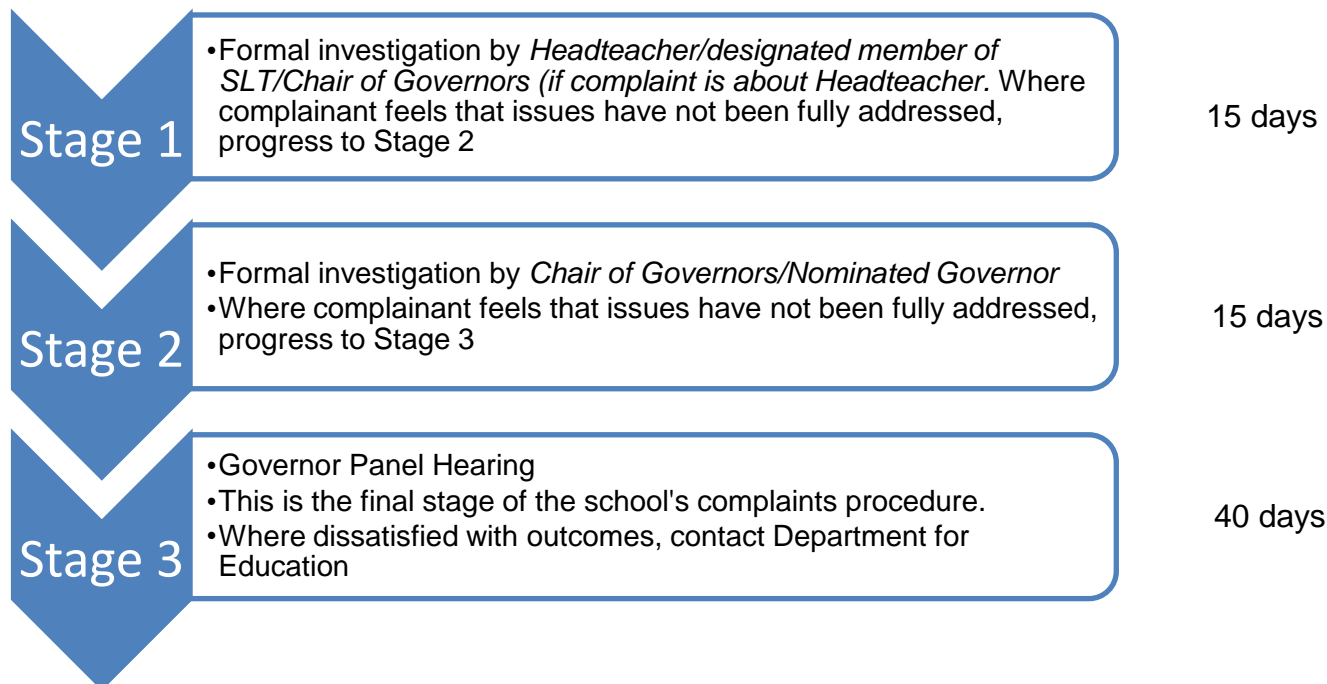 Stage 1
•Formal investigation by Headteacher/designated member of
SLT/Chair of Governors (if complaint is about Headteacher. Where
complainant feels that issues have not been fully addressed,
progress to Stage 2
15 days
Stage 2
•Formal investigation by Chair of Governors/Nominated Governor
•Where complainant feels that issues have not been fully addressed,
progress to Stage 3
15 days
Stage 3
•Governor Panel Hearing
•This is the final stage of the school's complaints procedure.
•Where dissatisfied with outcomes, contact Department for
Education
40 days